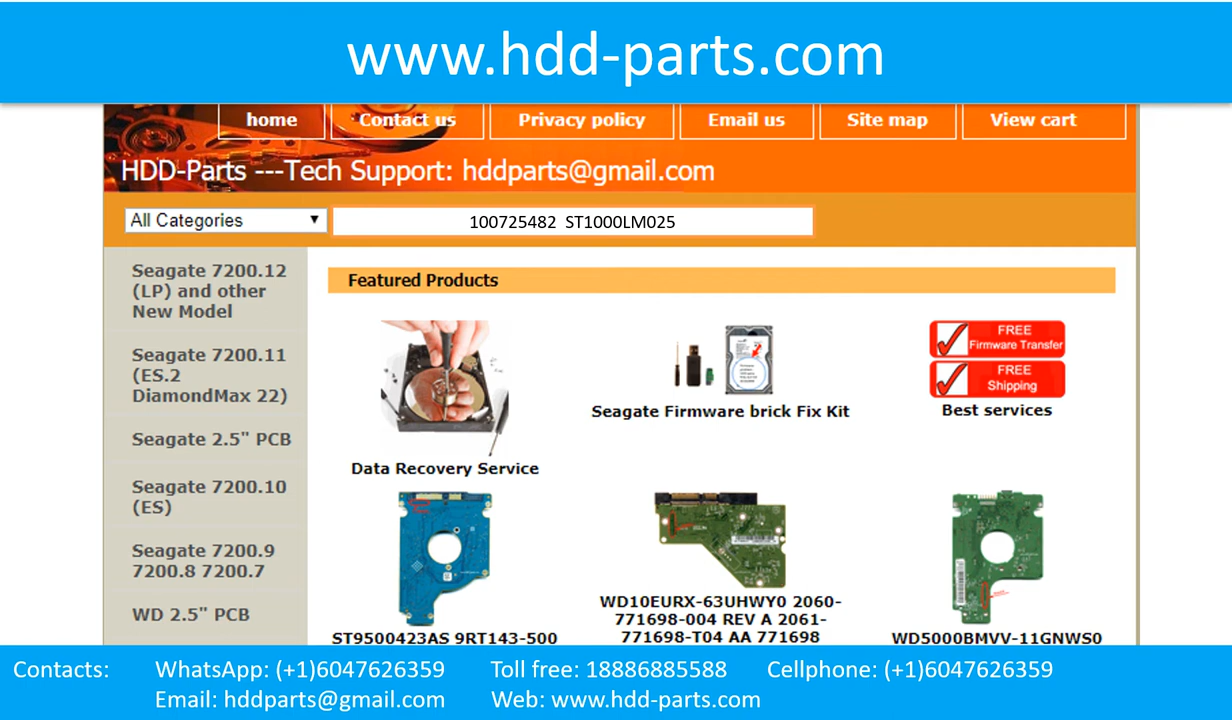 www.hdd-parts.com
home Contact us Privacy policy Email us Site map View cart
HDD-Parts ---Tech Support: hddparts@gmail.com
All Categories ▼ 100725482 ST1000LM025
Seagate 7200.12
(LP) and other
New Model
Seagate 7200.11
(ES.2
DiamondMax 22)
Seagate 2.5" PCB
Seagate 7200.10
(ES)
Seagate 7200.9
7200.8 7200.7
WD 2.5" PCB
Featured Products
Data Recovery Service
Seagate Firmware brick Fix Kit
FREE
Firmware Transfer
FREE
Shipping
Best services
ST9500423AS 9RT143-500
WD10EURX-63UHWY0 2060-
771698-004 REV A 2061-
771698-T04 AA 771698
WD5000BMVV-11GNWS0
Contacts: WhatsApp: (+1)6047626359 Toll free: 18886885588 Cellphone: (+1)6047626359
Email: hddparts@gmail.com Web: www.hdd-parts.com